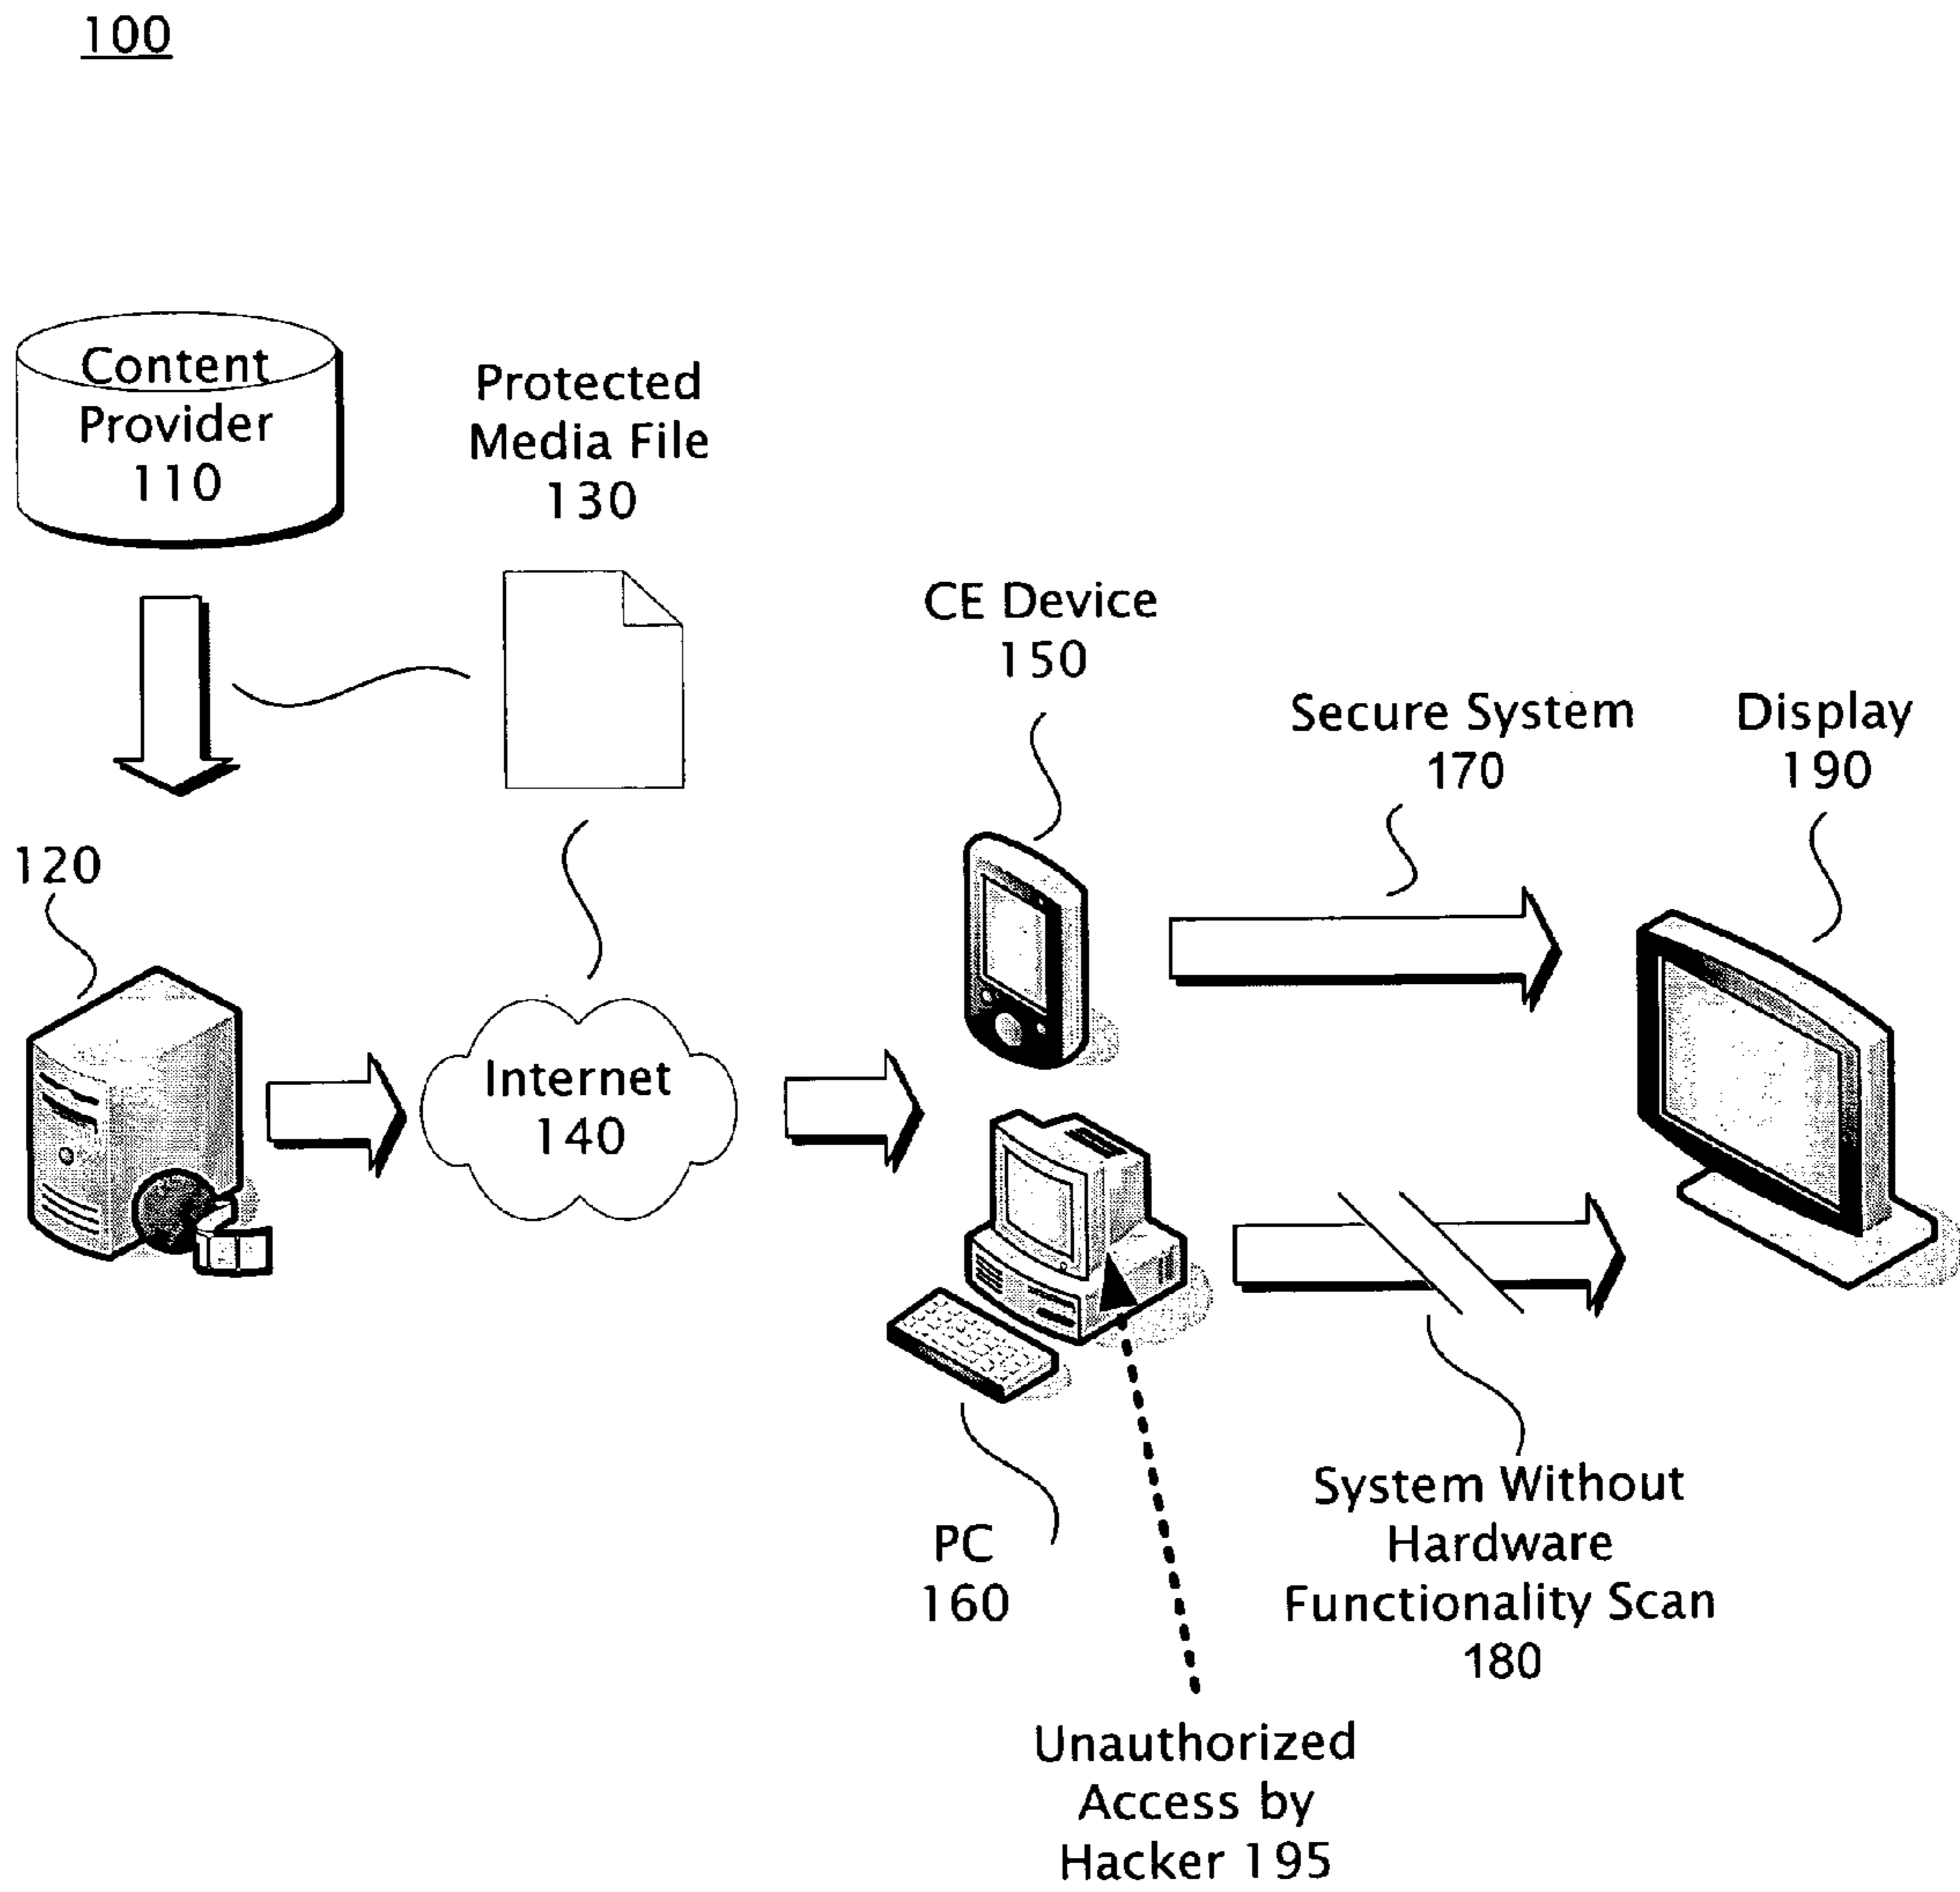 100
Content
Provider
110
Protected
Media File
130
CE Device
150
Secure System
170
Display
190
120
Internet
140
PC
160
System Without
Hardware
Functionality Scan
180
Unauthorized
Access by
Hacker 195